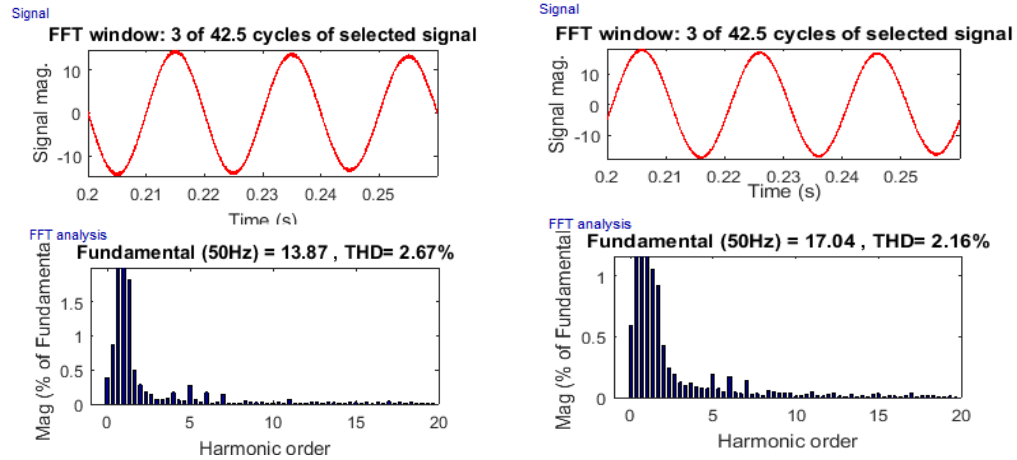 Signal
FFT window: 3 of 42.5 cycles of selected signal
Signal mag.
10
0
-10
0.2 0.21 0.22 0.23 0.24 0.25
Time (s)
FFT analysis
Fundamental (50Hz) = 13.87 , THD= 2.67%
Mag (% of Fundamental
1.5
1
0.5
0
0 5 10 15 20
Harmonic order
Signal
FFT window: 3 of 42.5 cycles of selected signal
Signal mag.
10
0
-10
0.2 0.21 0.22 0.23 0.24 0.25
Time (s)
FFT analysis
Fundamental (50Hz) = 17.04 , THD= 2.16%
Mag (% of Fundamental
1
0.5
0
0 5 10 15 20
Harmonic order